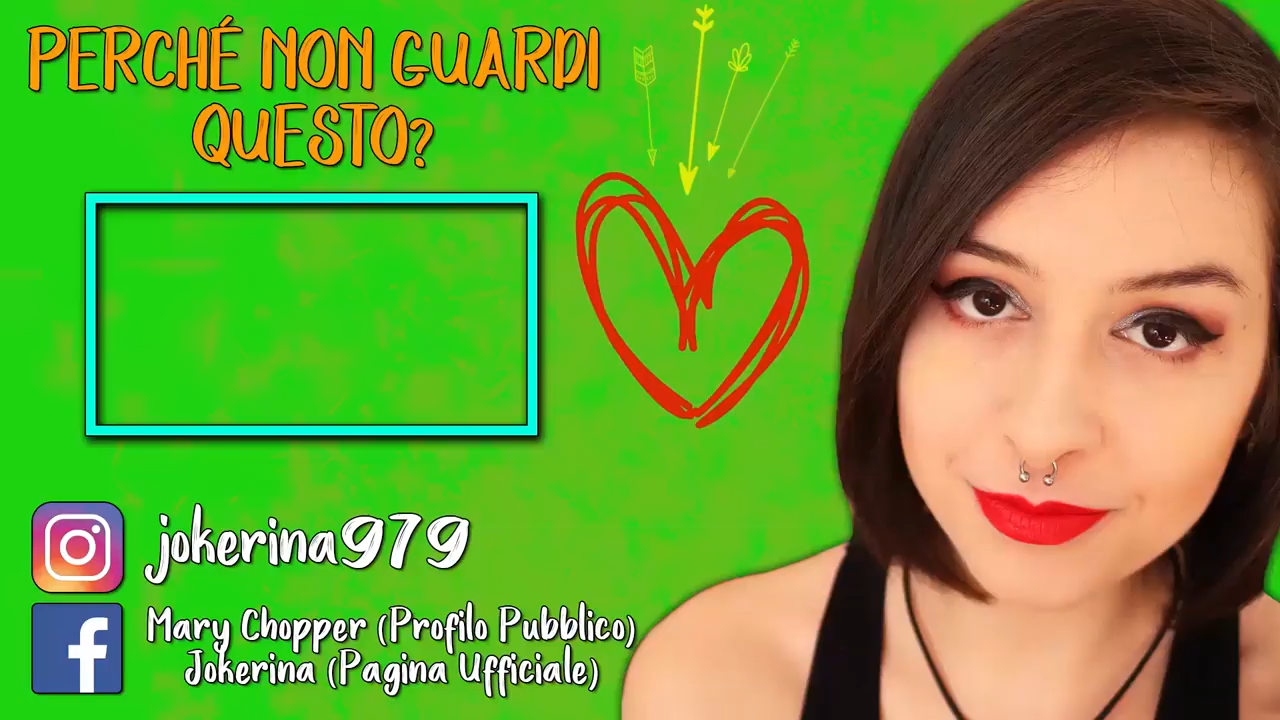 PERCHÉ NON GUARDI
QUESTO?
jokerina979
Mary Chopper (Profilo Pubblico)
Jokerina (Pagina Ufficiale)